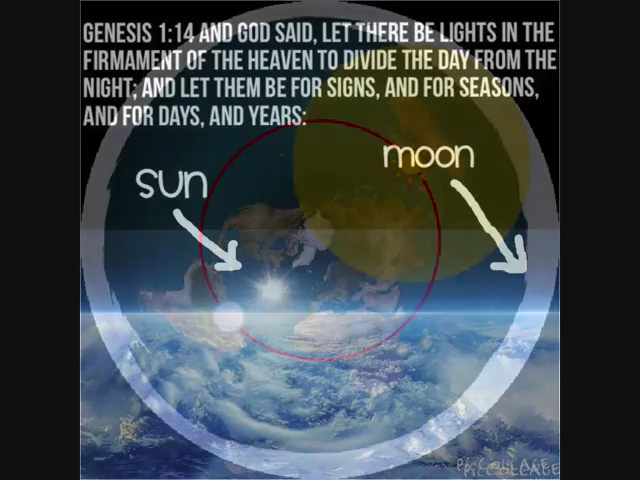 GENESIS 1:14 AND GOD SAID, LET THERE BE LIGHTS IN THE
FIRMAMENT OF THE HEAVEN TO DIVIDE THE DAY FROM THE
NIGHT; AND LET THEM BE FOR SIGNS, AND FOR SEASONS,
AND FOR DAYS, AND YEARS:
moon
sun
PIC COLLAGE